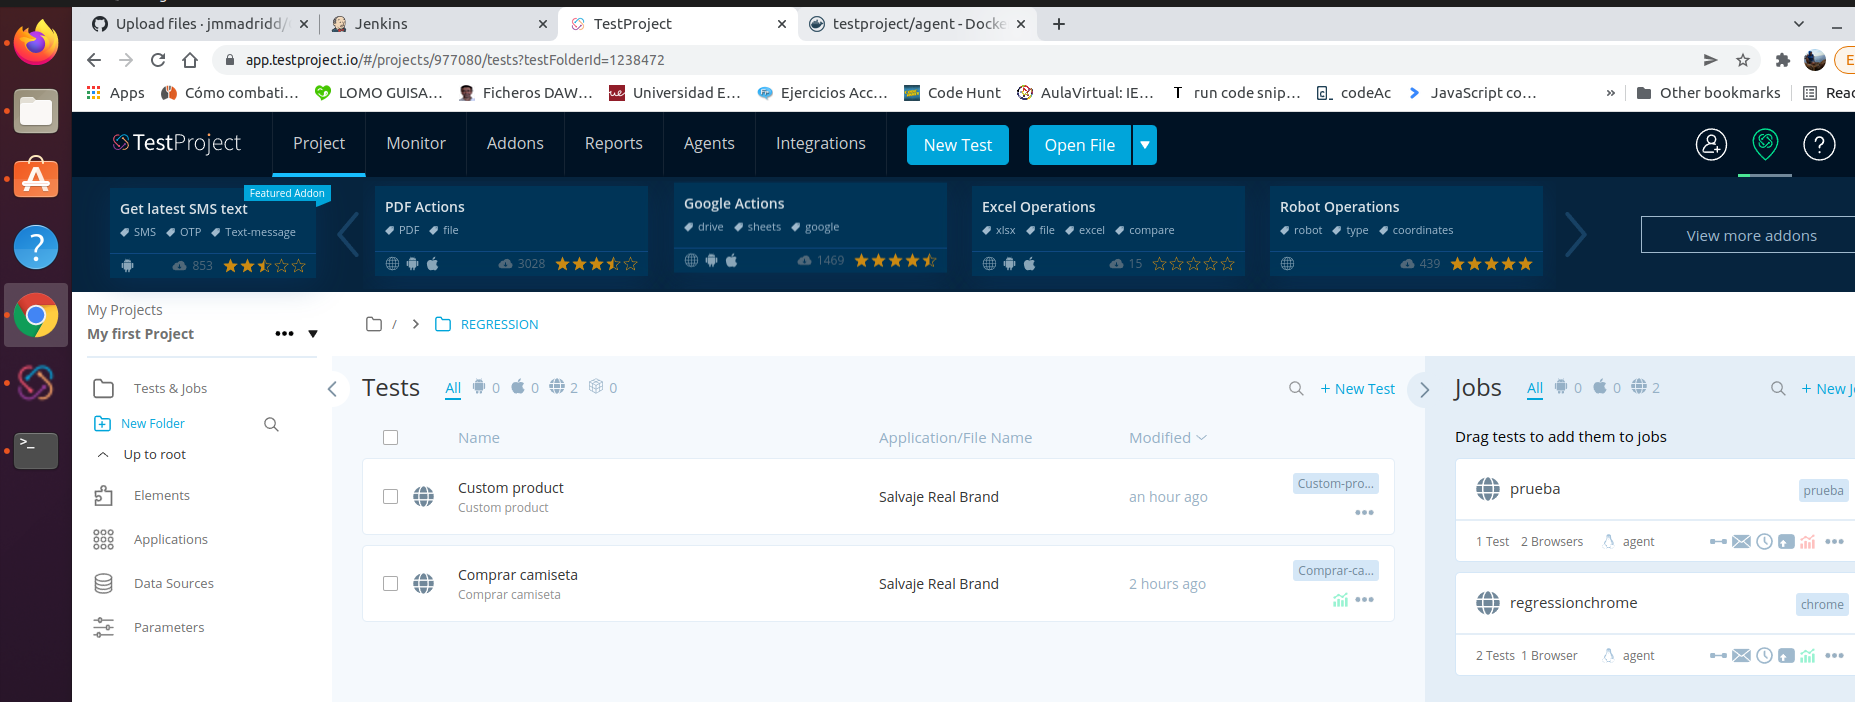 Upload files · jmmadridd/
Jenkins
TestProject
testproject/agent - Docke
app.testproject.io/#/projects/977080/tests?testFolderId=1238472
E
Apps
Cómo combati...
LOMO GUISA...
Ficheros DAW...
Universidad E...
Ejercicios Acc...
Code Hunt
AulaVirtual: IE...
T run code snip...
codeAc
JavaScript co...
»
Other bookmarks
Reac
TestProject
Project
Monitor
Addons
Reports
Agents
Integrations
New Test
Open File
?
Featured Addon
Get latest SMS text
SMS OTP Text-message
853
PDF Actions
PDF file
3028
Google Actions
drive sheets google
1469
Excel Operations
xlsx file excel compare
15
Robot Operations
robot type coordinates
439
View more addons
My Projects
My first Project
/ > REGRESSION
Tests & Jobs
New Folder
Up to root
Elements
Applications
Data Sources
Parameters
Tests All 0 0 2 0
+ New Test
Name Application/File Name Modified
Custom product
Custom product
Salvaje Real Brand
an hour ago
Custom-pro...
Comprar camiseta
Comprar camiseta
Salvaje Real Brand
2 hours ago
Comprar-ca...
Jobs All 0 0 2
+ New J
Drag tests to add them to jobs
prueba
prueba
1 Test 2 Browsers agent
regressionchrome
chrome
2 Tests 1 Browser agent